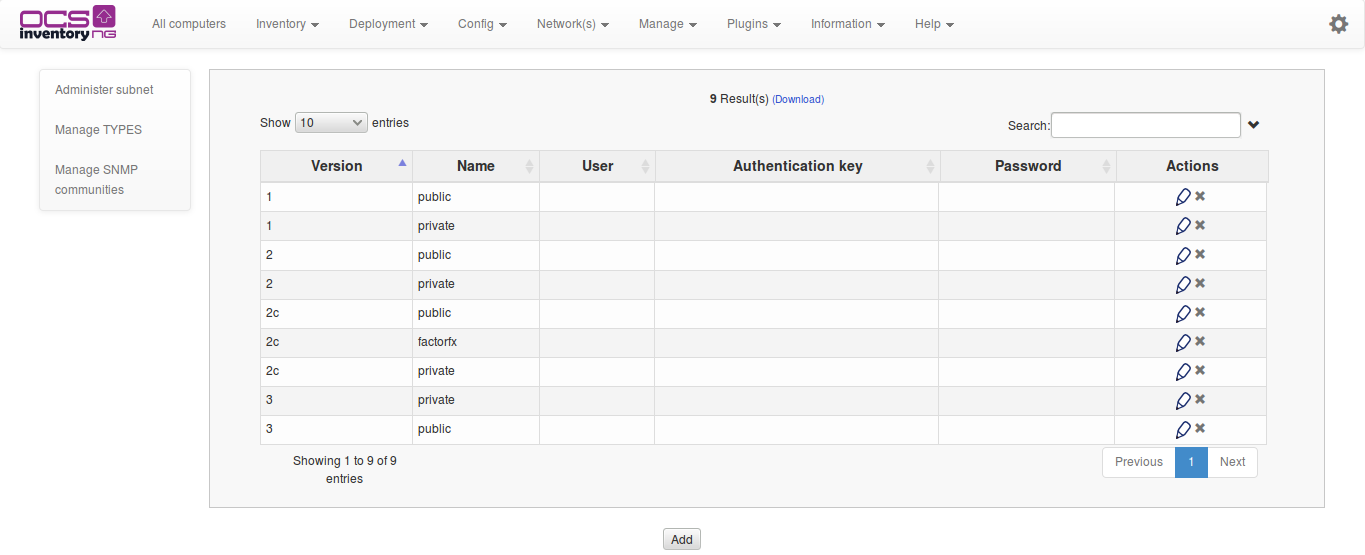 OCS inventory NG
All computers Inventory Deployment Config Network(s) Manage Plugins Information Help
Administer subnet
Manage TYPES
Manage SNMP
communities
9 Result(s) (Download)
Show 10 entries
Search:
Version Name User Authentication key Password Actions
1 public
1 private
2 public
2 private
2c public
2c factorfx
2c private
3 private
3 public
Showing 1 to 9 of 9
entries
Previous 1 Next
Add